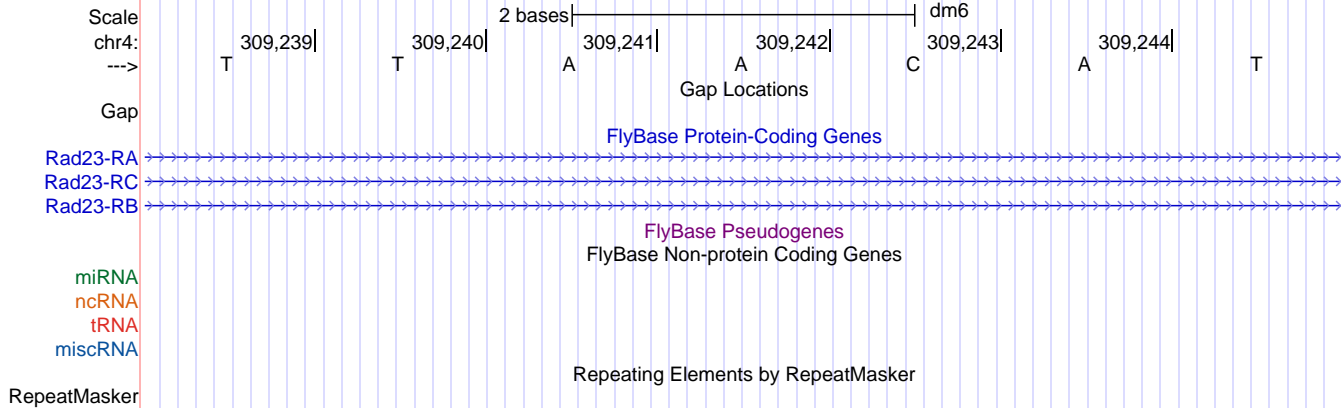 Scale 2 bases dm6
chr4: 309,239 309,240 309,241 309,242 309,243 309,244
---> T T A A C A T
Gap Locations
Gap
FlyBase Protein-Coding Genes
Rad23-RA
Rad23-RC
Rad23-RB
FlyBase Pseudogenes
FlyBase Non-protein Coding Genes
miRNA
ncRNA
tRNA
miscRNA
Repeating Elements by RepeatMasker
RepeatMasker